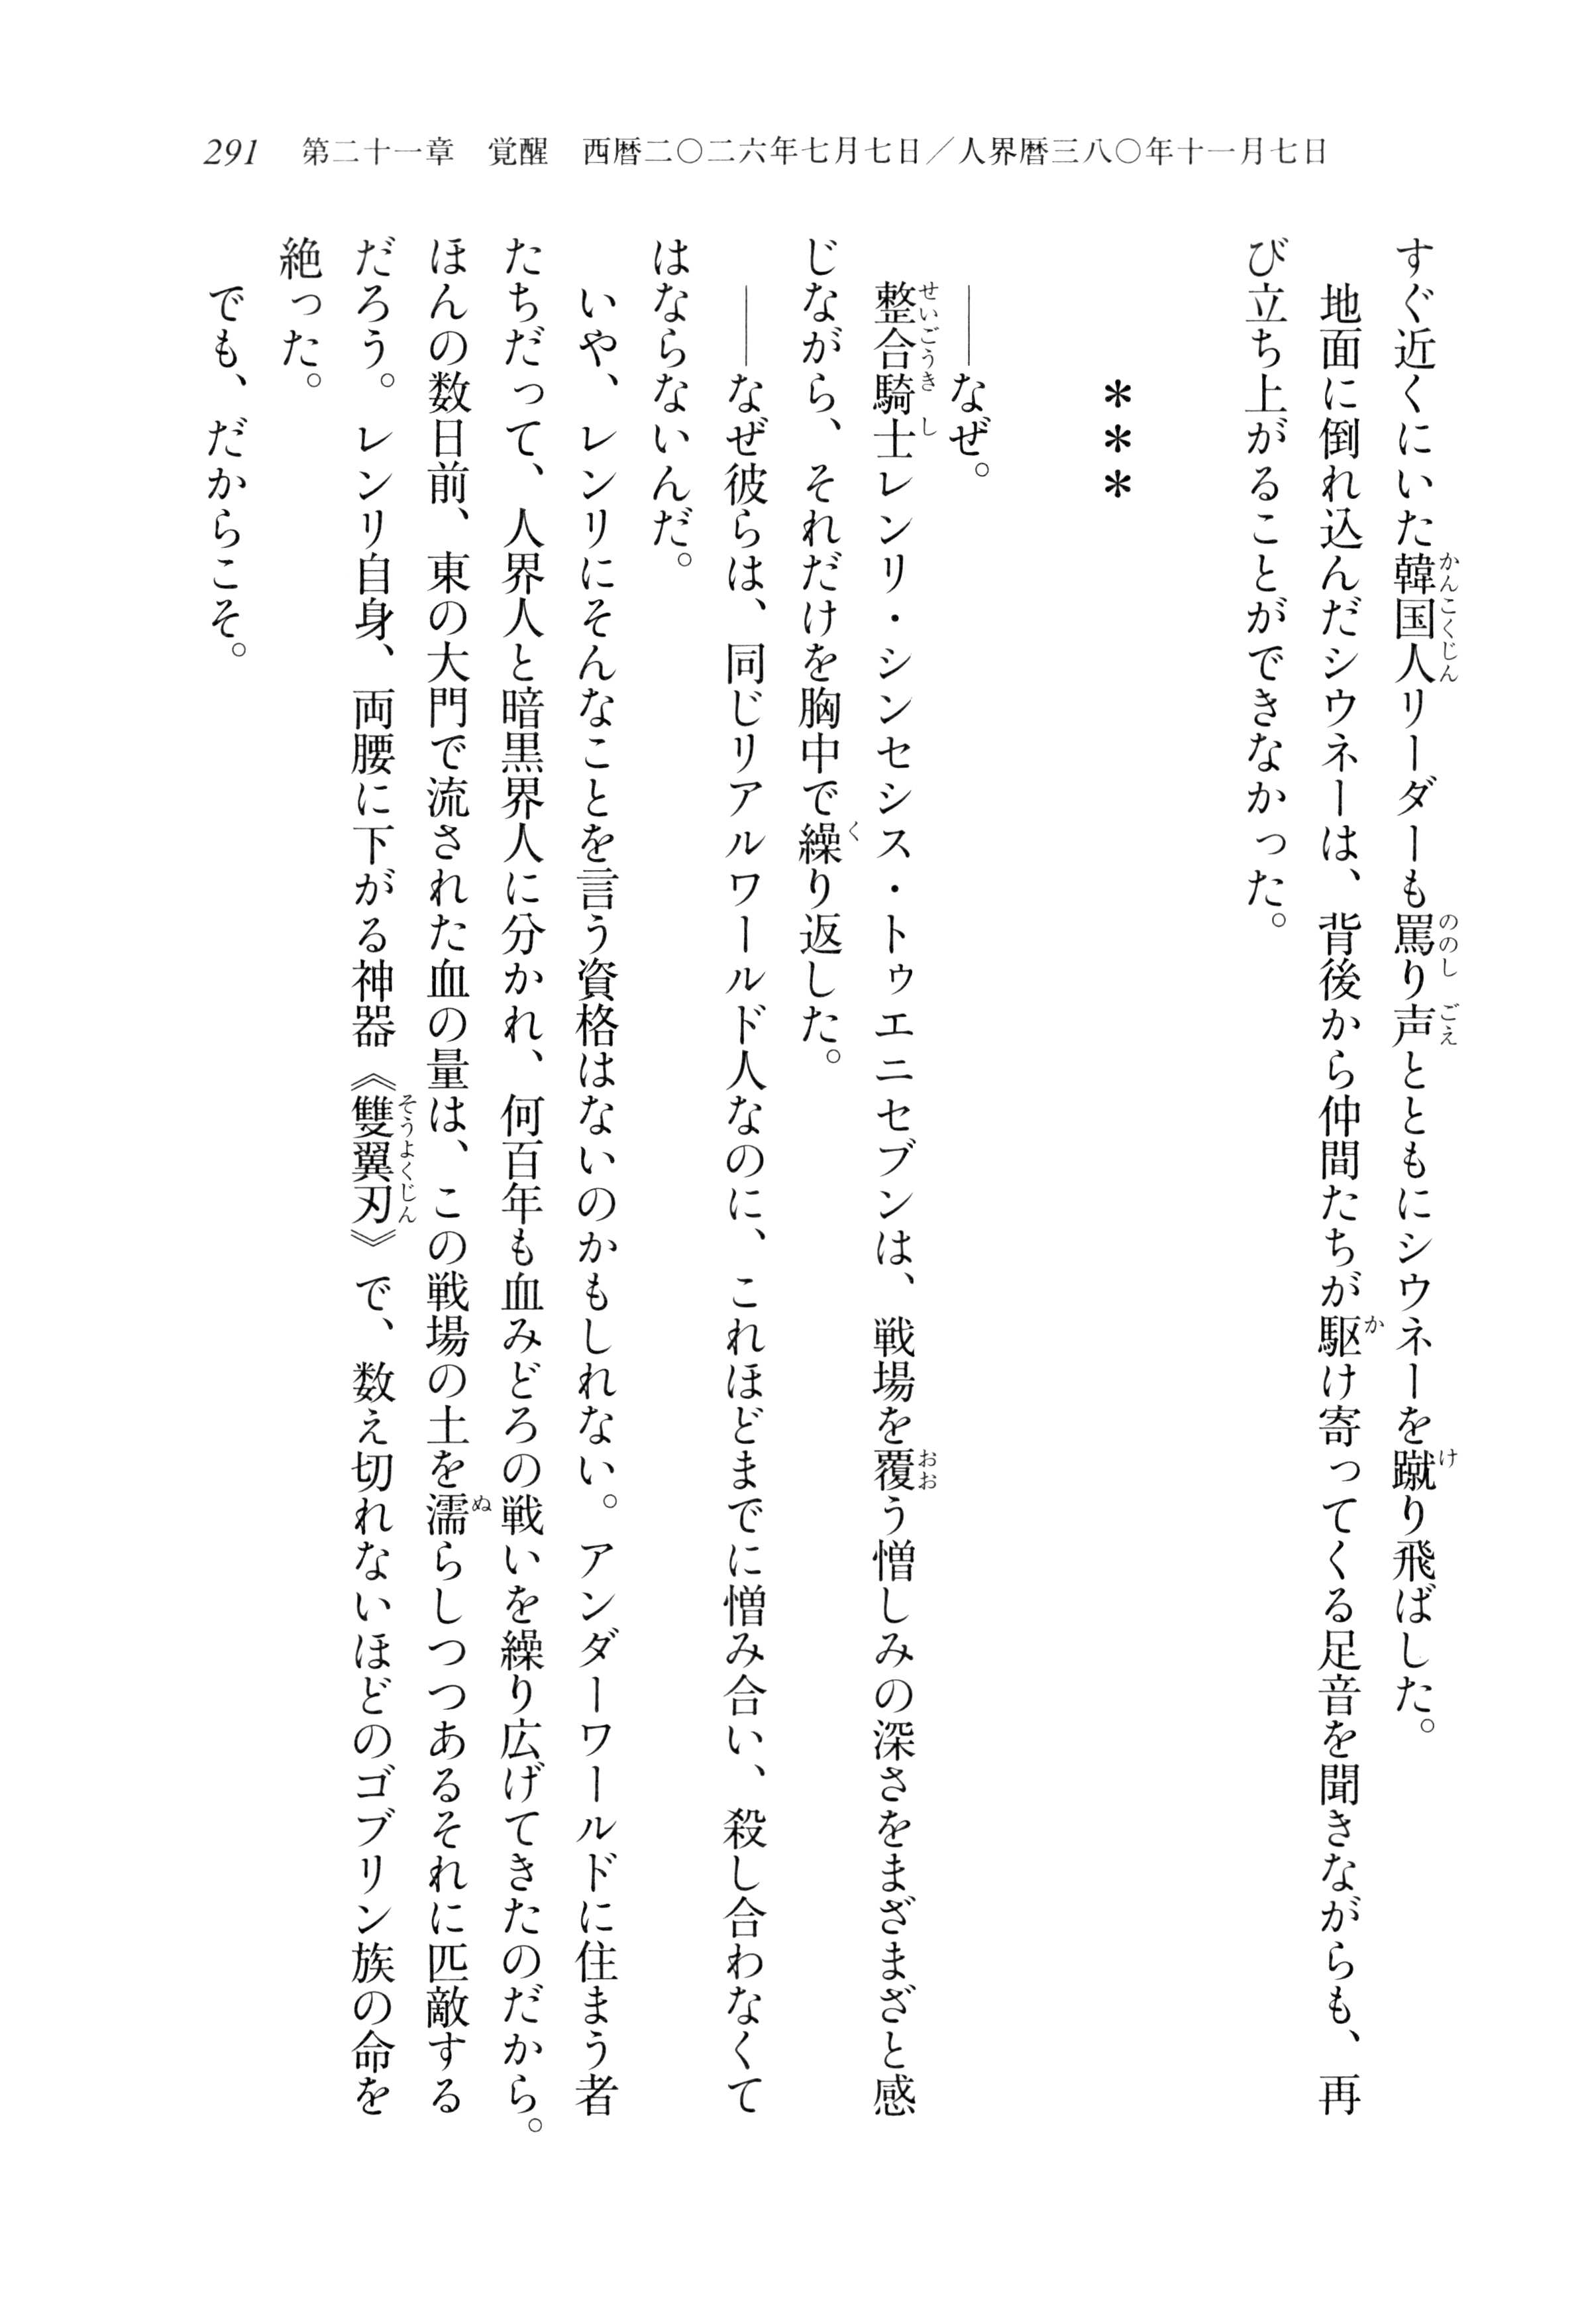 291　第二十一章　覚醒　西暦二〇二六年七月七日／人界暦三八〇年十一月七日
すぐ近くにいた韓国人リーダーも罵り声とともにシウネーを蹴り飛ばした。
　地面に倒れ込んだシウネーは、背後から仲間たちが駆け寄ってくる足音を聞きながらも、再
び立ち上がることができなかった。
＊＊＊
　――なぜ。
　整合騎士レンリ・シンセシス・トゥエニセブンは、戦場を覆う憎しみの深さをまざまざと感
じながら、それだけを胸中で繰り返した。
　――なぜ彼らは、同じリアルワールド人なのに、これほどまでに憎み合い、殺し合わなくて
はならないんだ。
　いや、レンリにそんなことを言う資格はないのかもしれない。アンダーワールドに住まう者
たちだって、人界人と暗黒界人に分かれ、何百年も血みどろの戦いを繰り広げてきたのだから。
ほんの数日前、東の大門で流された血の量は、この戦場の土を濡らしつつあるそれに匹敵する
だろう。レンリ自身、両腰に下がる神器《雙翼刃》で、数え切れないほどのゴブリン族の命を
絶った。
　でも、だからこそ。